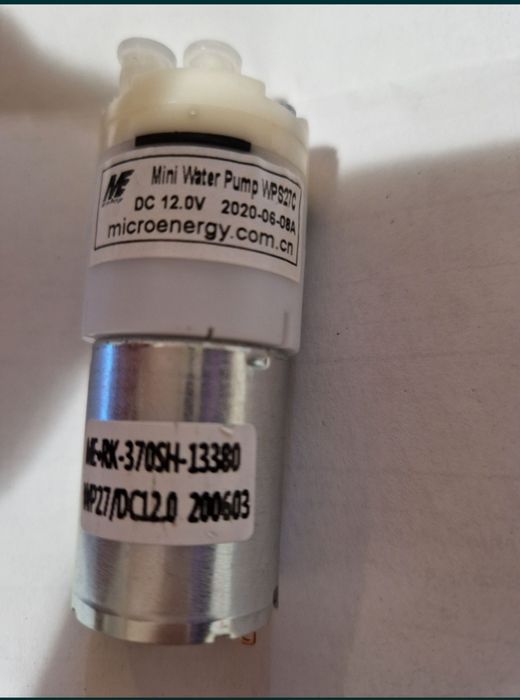 ME Mini Water Pump WPS27C
DC 12.0V 2020-06-08A
microenergy.com.cn
ME-RK-370SH-13380
WP27/DC12.0 200603